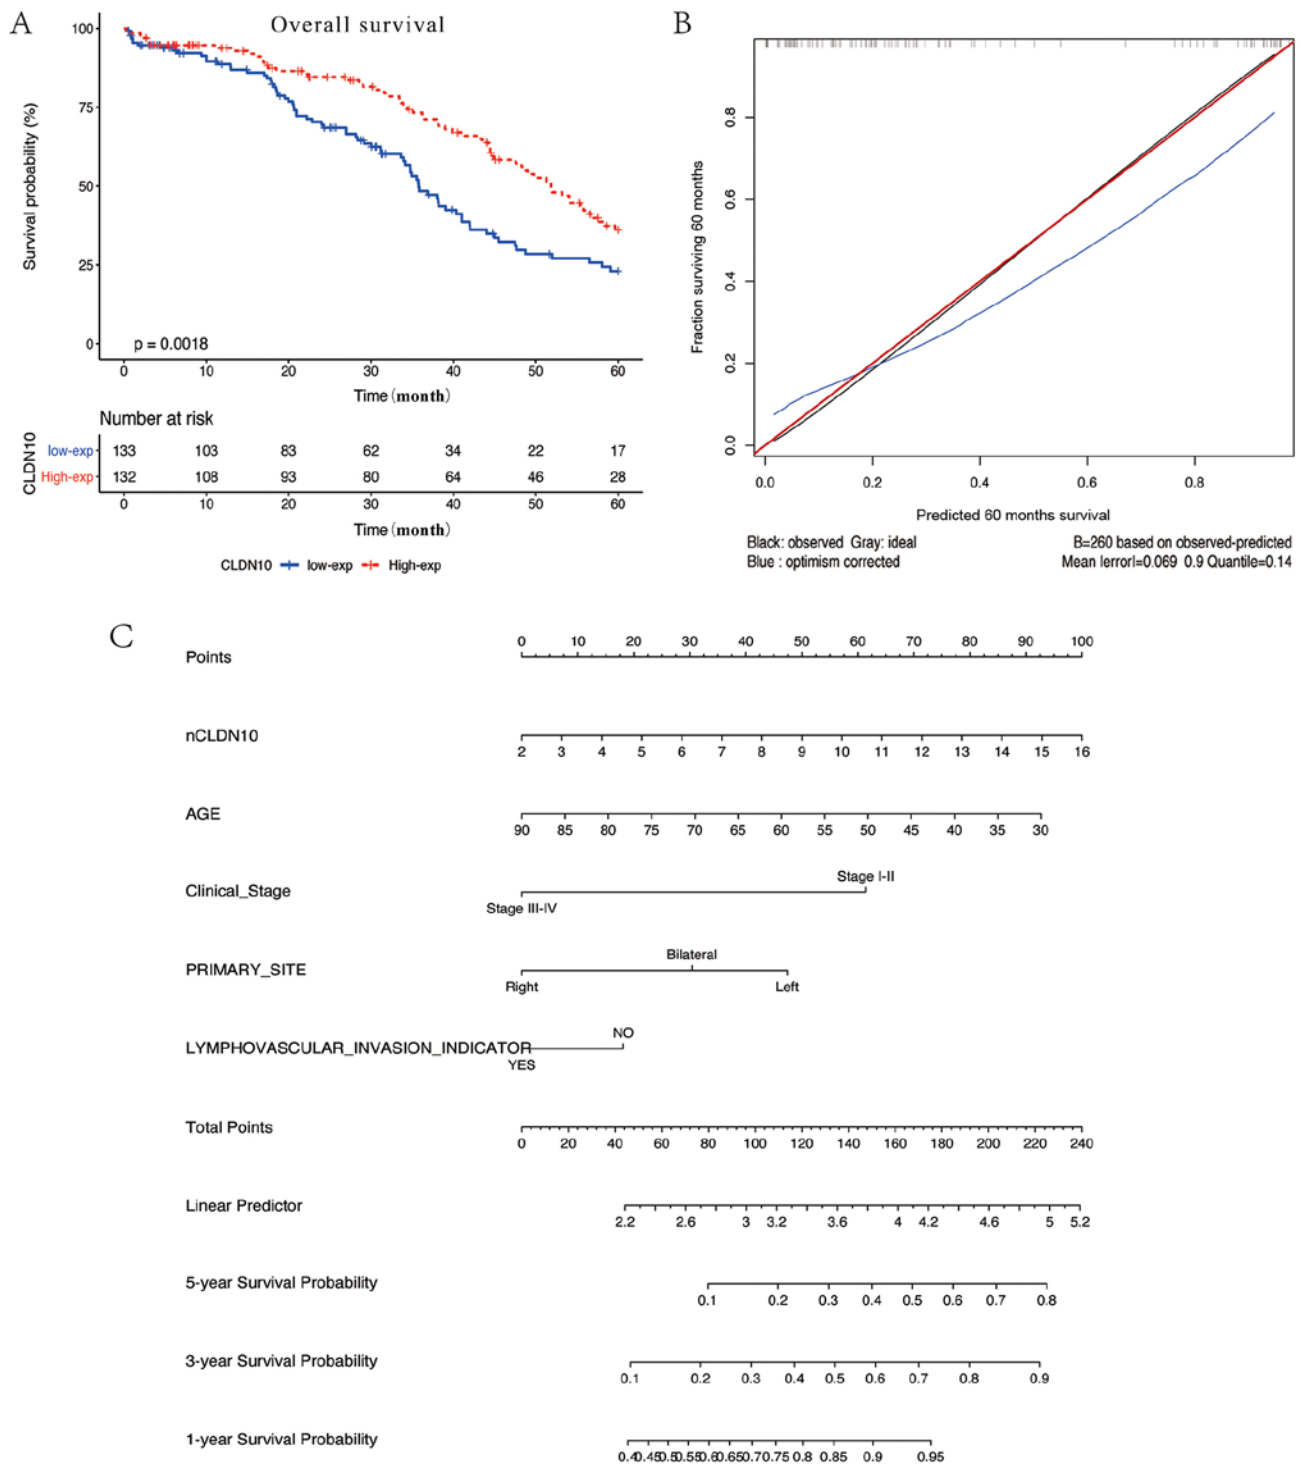 A
Overall survival
Survival probability (%)
100
75
50
25
0
p = 0.0018
0 10 20 30 40 50 60
Time (month)
Number at risk
CLDN10
low-exp 133 103 83 62 34 22 17
High-exp 132 108 93 80 64 46 28
0 10 20 30 40 50 60
Time (month)
CLDN10 low-exp High-exp
B
Fraction surviving 60 months
0.8
0.6
0.4
0.2
0.0
0.0 0.2 0.4 0.6 0.8
Predicted 60 months survival
Black: observed Gray: ideal
Blue : optimism corrected
B=260 based on observed-predicted
Mean lerrorl=0.069 0.9 Quantile=0.14
C
0 10 20 30 40 50 60 70 80 90 100
Points
nCLDN10
2 3 4 5 6 7 8 9 10 11 12 13 14 15 16
AGE
90 85 80 75 70 65 60 55 50 45 40 35 30
Stage I-II
Clinical_Stage
Stage III-IV
Bilateral
PRIMARY_SITE
Right Left
NO
LYMPHOVASCULAR_INVASION_INDICATOR
YES
Total Points
0 20 40 60 80 100 120 140 160 180 200 220 240
Linear Predictor
2.2 2.6 3 3.2 3.6 4 4.2 4.6 5 5.2
5-year Survival Probability
0.1 0.2 0.3 0.4 0.5 0.6 0.7 0.8
3-year Survival Probability
0.1 0.2 0.3 0.4 0.5 0.6 0.7 0.8 0.9
1-year Survival Probability
0.4 0.45 0.5 0.55 0.6 0.65 0.70 0.75 0.8 0.85 0.9 0.95